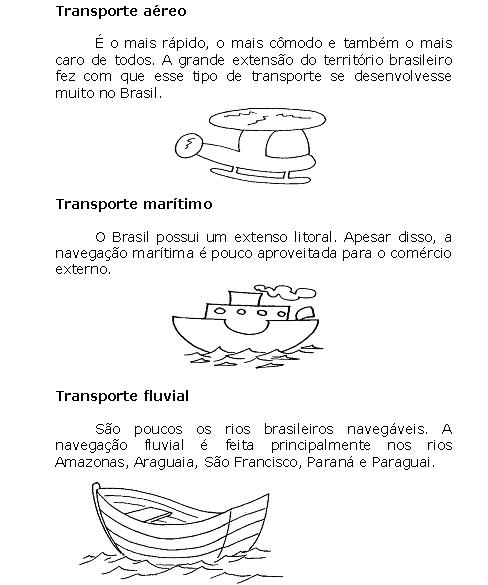 Transporte aéreo
É o mais rápido, o mais cômodo e também o mais
caro de todos. A grande extensão do território brasileiro
fez com que esse tipo de transporte se desenvolvesse
muito no Brasil.
Transporte marítimo
O Brasil possui um extenso litoral. Apesar disso, a
navegação marítima é pouco aproveitada para o comércio
externo.
Transporte fluvial
São poucos os rios brasileiros navegáveis. A
navegação fluvial é feita principalmente nos rios
Amazonas, Araguaia, São Francisco, Paraná e Paraguai.